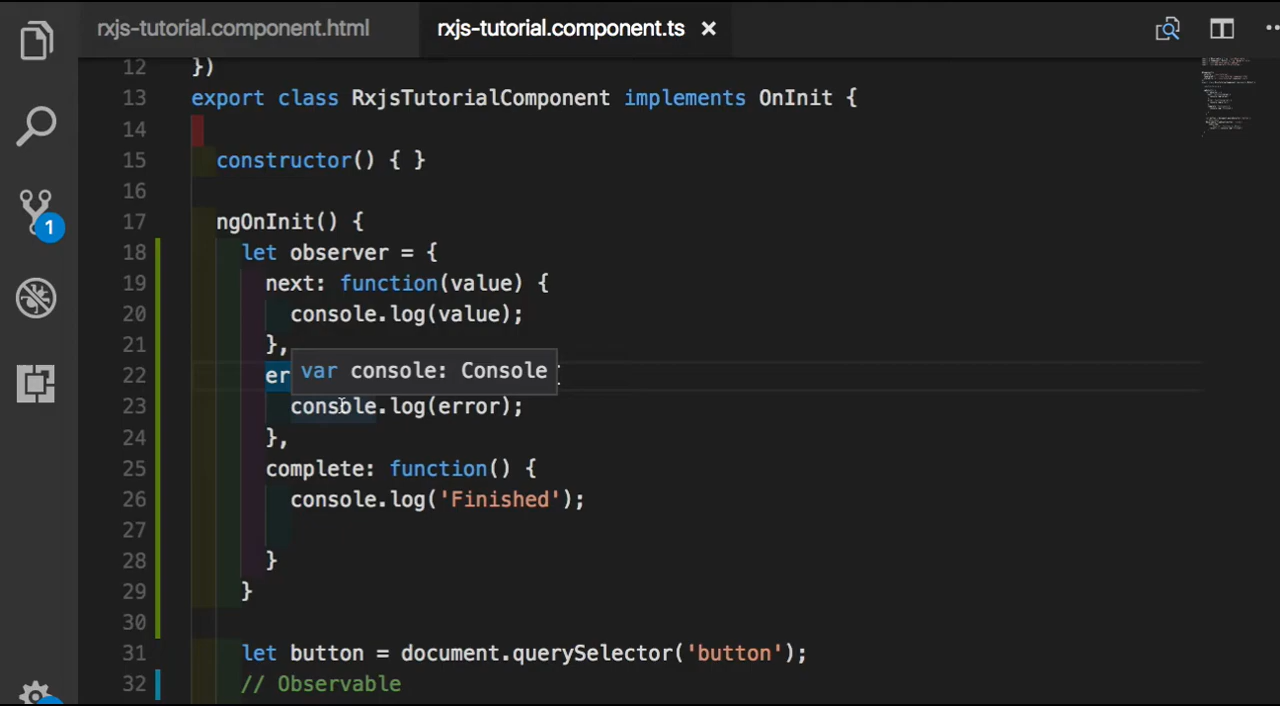 rxjs-tutorial.component.html rxjs-tutorial.component.ts
12 })
13 export class RxjsTutorialComponent implements OnInit {
14
15 constructor() { }
16
17 ngOnInit() {
1
18 let observer = {
19 next: function(value) {
20 console.log(value);
21 },
var console: Console
22 er
23 console.log(error);
24 },
25 complete: function() {
26 console.log('Finished');
27
28 }
29 }
30
31 let button = document.querySelector('button');
32 // Observable